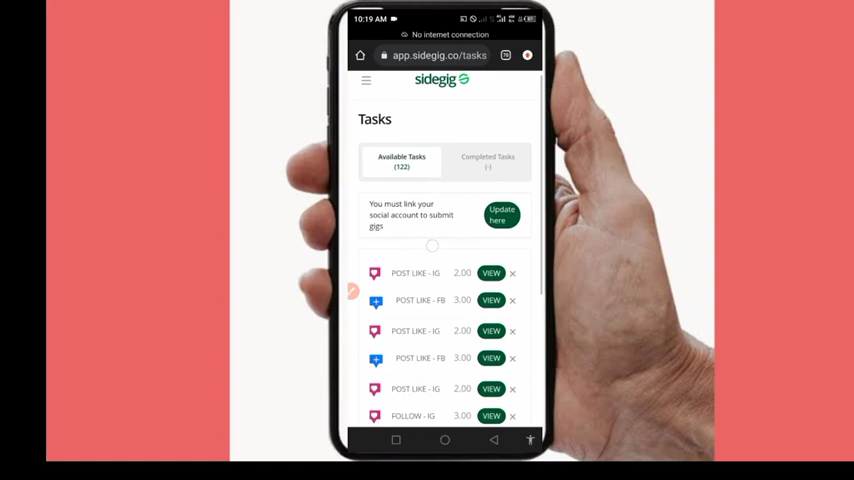 10:19 AM
No internet connection
app.sidegig.co/tasks
70
sidegig
Tasks
Available Tasks
(122)
Completed Tasks
(-)
You must link your
social account to submit
gigs
Update
here
POST LIKE - IG 2.00 VIEW
POST LIKE - FB 3.00 VIEW
POST LIKE - IG 2.00 VIEW
POST LIKE - FB 3.00 VIEW
POST LIKE - IG 2.00 VIEW
FOLLOW - IG 3.00 VIEW